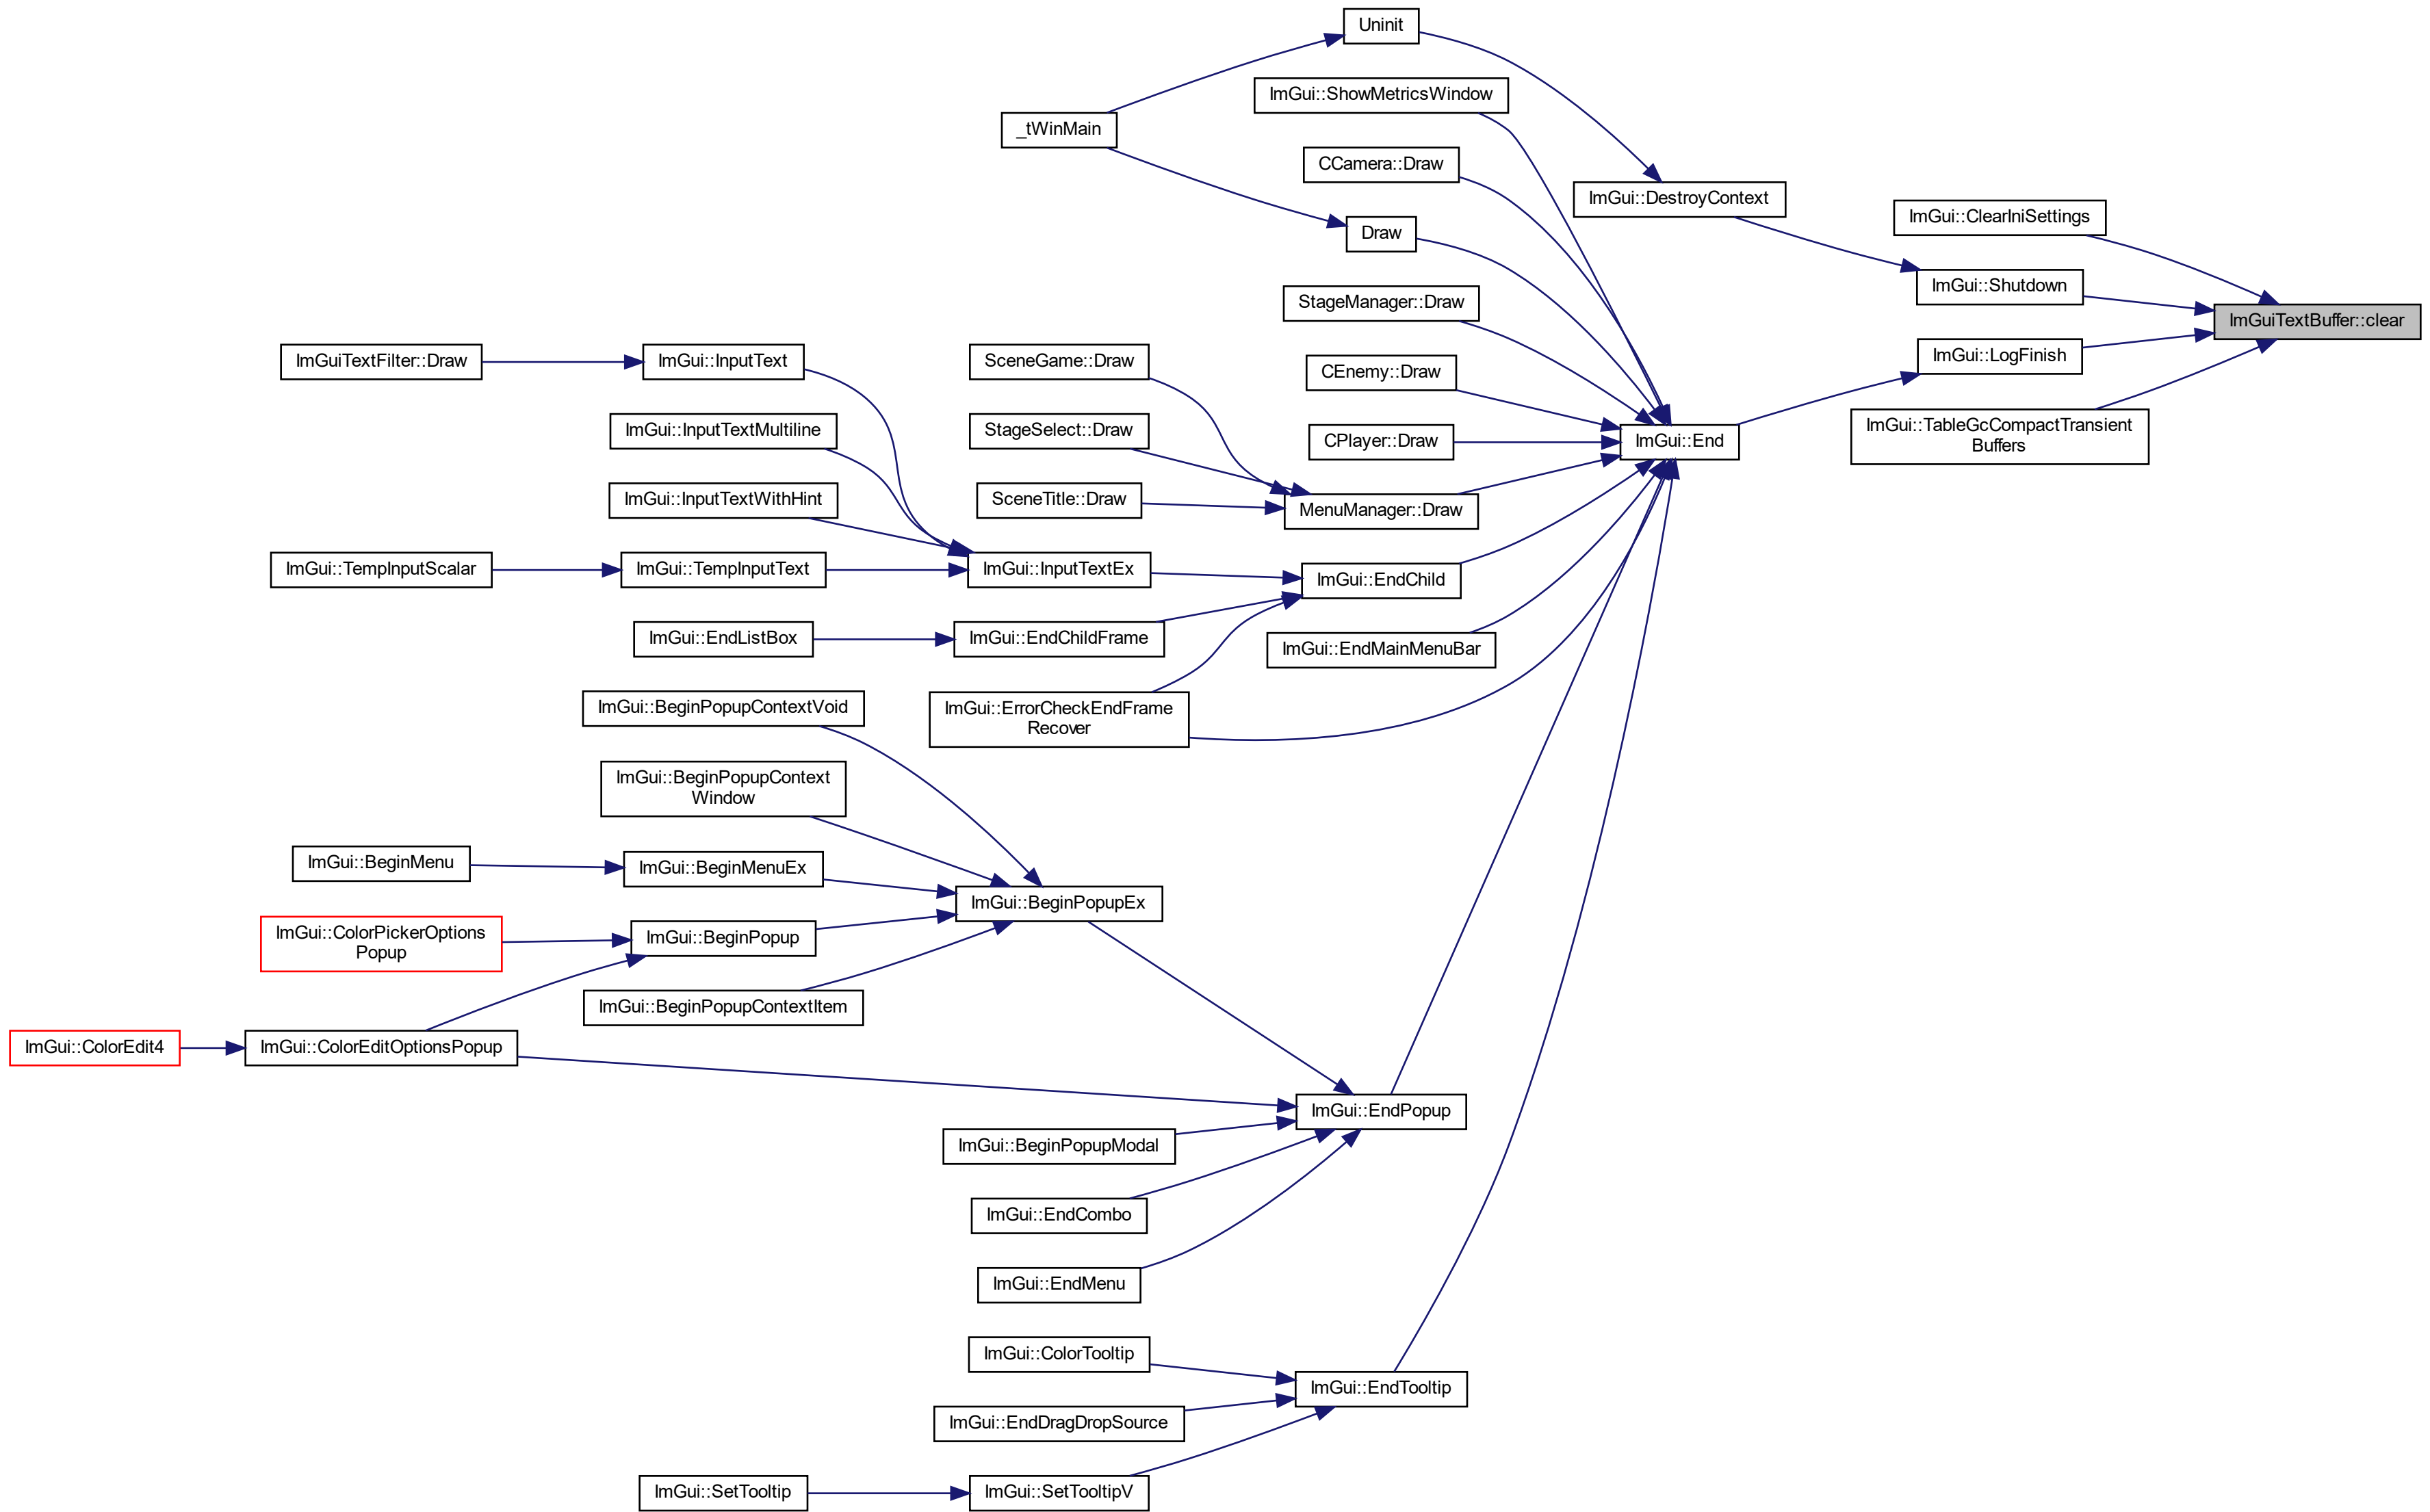 Uninit
ImGui::ShowMetricsWindow
_tWinMain
CCamera::Draw
ImGui::DestroyContext
ImGui::ClearIniSettings
Draw
ImGui::Shutdown
StageManager::Draw
ImGuiTextBuffer::clear
ImGui::LogFinish
ImGuiTextFilter::Draw
ImGui::InputText
SceneGame::Draw
CEnemy::Draw
ImGui::TableGcCompactTransient
Buffers
ImGui::InputTextMultiline
StageSelect::Draw
CPlayer::Draw
ImGui::End
ImGui::InputTextWithHint
SceneTitle::Draw
MenuManager::Draw
ImGui::TempInputScalar
ImGui::TempInputText
ImGui::InputTextEx
ImGui::EndChild
ImGui::EndListBox
ImGui::EndChildFrame
ImGui::EndMainMenuBar
ImGui::BeginPopupContextVoid
ImGui::ErrorCheckEndFrame
Recover
ImGui::BeginPopupContext
Window
ImGui::BeginMenu
ImGui::BeginMenuEx
ImGui::BeginPopupEx
ImGui::ColorPickerOptions
Popup
ImGui::BeginPopup
ImGui::BeginPopupContextItem
ImGui::ColorEdit4
ImGui::ColorEditOptionsPopup
ImGui::EndPopup
ImGui::BeginPopupModal
ImGui::EndCombo
ImGui::EndMenu
ImGui::ColorTooltip
ImGui::EndTooltip
ImGui::EndDragDropSource
ImGui::SetTooltip
ImGui::SetTooltipV